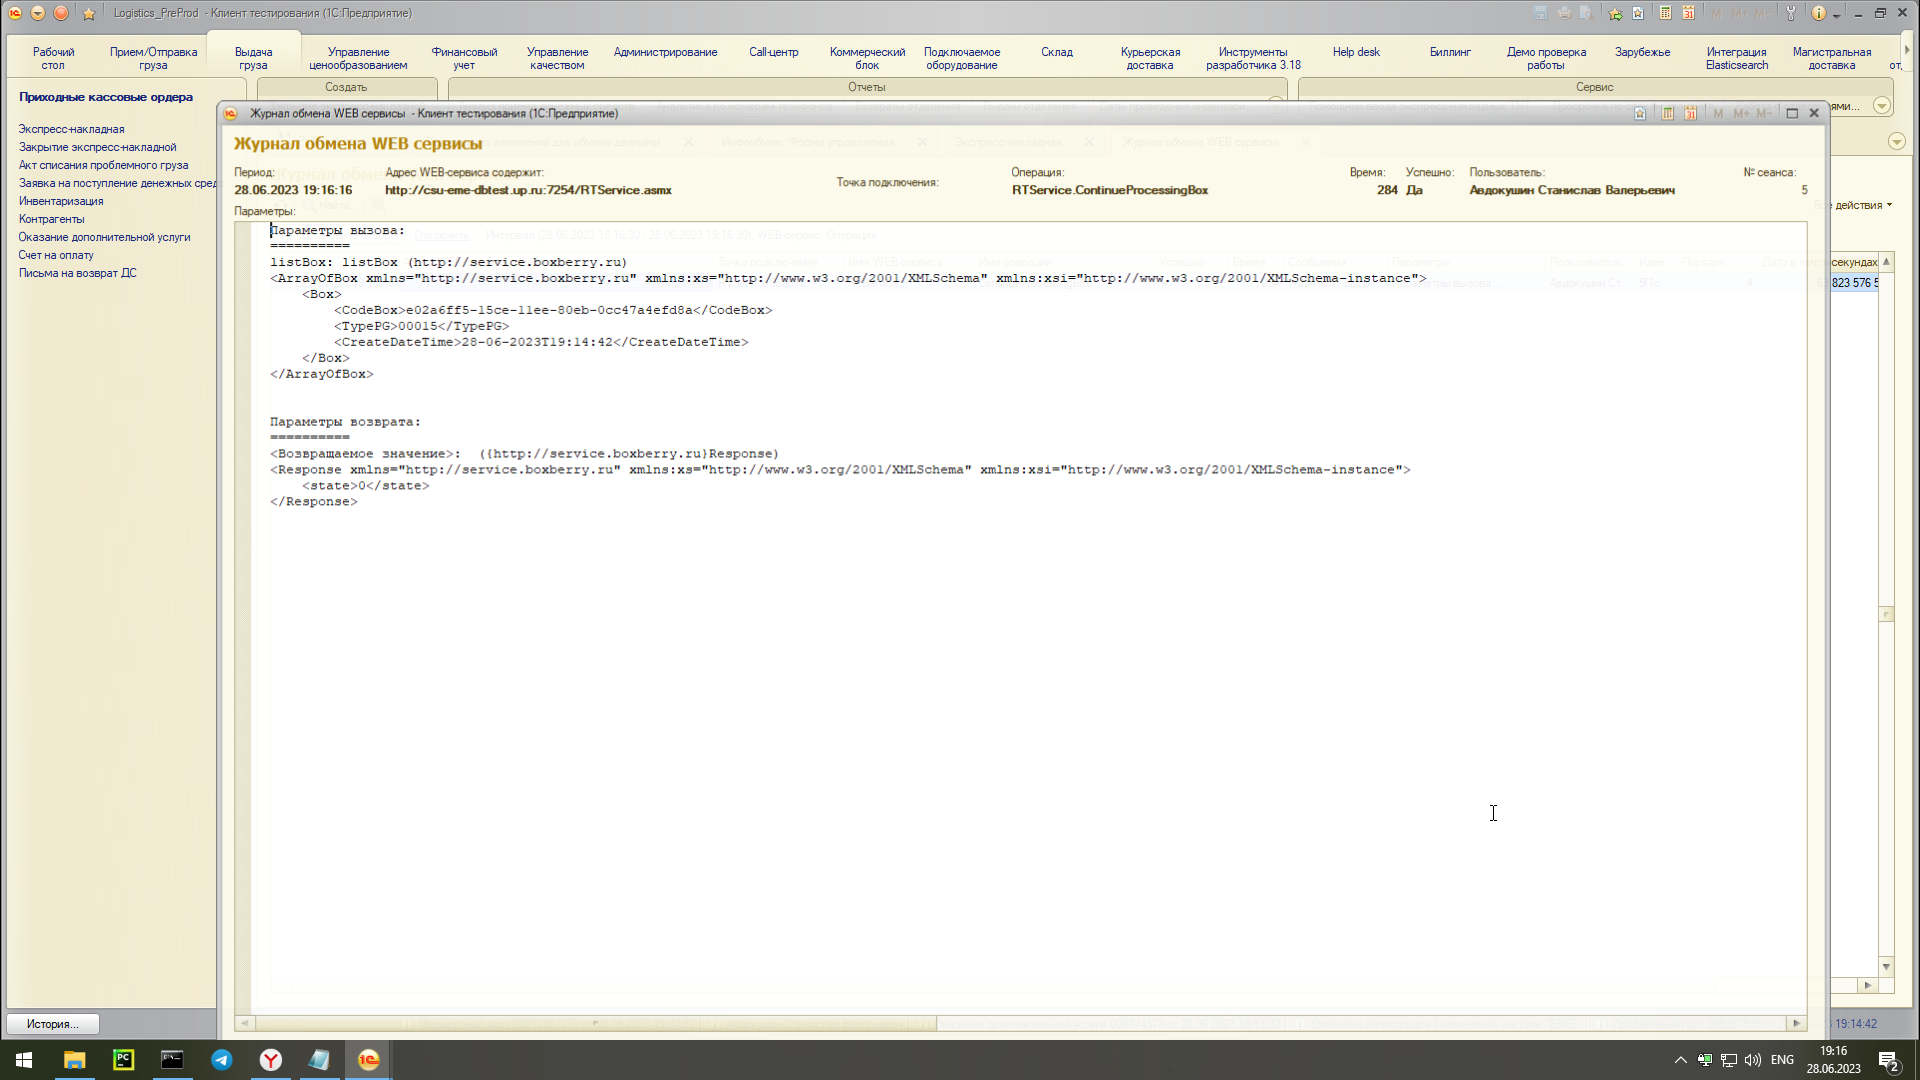 Logistics_PreProd - Клиент тестирования (1С:Предприятие)
Рабочий стол
Прием/Отправка груза
Выдача груза
Управление ценообразованием
Финансовый учет
Управление качеством
Администрирование
Call-центр
Коммерческий блок
Подключаемое оборудование
Склад
Курьерская доставка
Инструменты разработчика 3.18
Help desk
Биллинг
Демо проверка работы
Зарубежье
Интеграция Elasticsearch
Магистральная доставка
Приходные кассовые ордера
Создать
Отчеты
Сервис
Экспресс-накладная
Закрытие экспресс-накладной
Акт списания проблемного груза
Заявка на поступление денежных сред
Инвентаризация
Контрагенты
Оказание дополнительной услуги
Счет на оплату
Письма на возврат ДС
Журнал обмена WEB сервисы - Клиент тестирования (1С:Предприятие)
M M+ M-
Журнал обмена WEB сервисы
Период:
28.06.2023 19:16:16
Адрес WEB-сервиса содержит:
http://csu-eme-dbtest.up.ru:7254/RTService.asmx
Точка подключения:
Операция:
RTService.ContinueProcessingBox
Время:
284
Успешно:
Да
Пользователь:
Авдокушин Станислав Валерьевич
№ сеанса:
5
Параметры:
Параметры вызова:
==========
listBox: listBox (http://service.boxberry.ru)
<ArrayOfBox xmlns="http://service.boxberry.ru" xmlns:xs="http://www.w3.org/2001/XMLSchema" xmlns:xsi="http://www.w3.org/2001/XMLSchema-instance">
<Box>
<CodeBox>e02a6ff5-15ce-11ee-80eb-0cc47a4efd8a</CodeBox>
<TypePG>00015</TypePG>
<CreateDateTime>28-06-2023T19:14:42</CreateDateTime>
</Box>
</ArrayOfBox>
Параметры возврата:
==========
<Возвращаемое значение>: ({http://service.boxberry.ru}Response)
<Response xmlns="http://service.boxberry.ru" xmlns:xs="http://www.w3.org/2001/XMLSchema" xmlns:xsi="http://www.w3.org/2001/XMLSchema-instance">
<state>0</state>
</Response>
действия
секундах
823 576 5
История...
19:14:42
ENG
19:16
28.06.2023
2